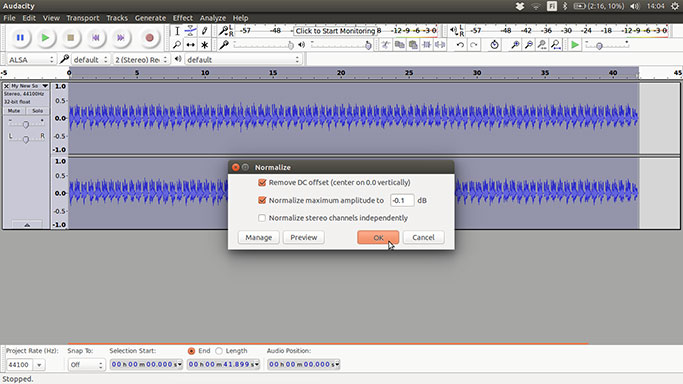 Audacity
Fi (2:16, 10%) 14:04
File Edit View Transport Tracks Generate Effect Analyze Help
L R -57 -48 Click to Start Monitoring -12 -9 -6 -3 0
L R -57 -48 -42 -36 -30 -24 -18 -12 -9 -6 -3 0
ALSA default 2 (Stereo) Rec default
-5 0 5 10 15 20 25 30 35 40 45
My New So
Stereo, 44100Hz
32-bit float
Mute Solo
- +
L R
1.0
0.5
0.0
-0.5
-1.0
1.0
0.5
0.0
-0.5
-1.0
Normalize
Remove DC offset (center on 0.0 vertically)
Normalize maximum amplitude to -0.1 dB
Normalize stereo channels independently
Manage Preview OK Cancel
Project Rate (Hz): Snap To: Selection Start: End Length Audio Position:
44100 Off 00 h 00 m 00.000 s 00 h 00 m 41.899 s 00 h 00 m 00.000 s
Stopped.